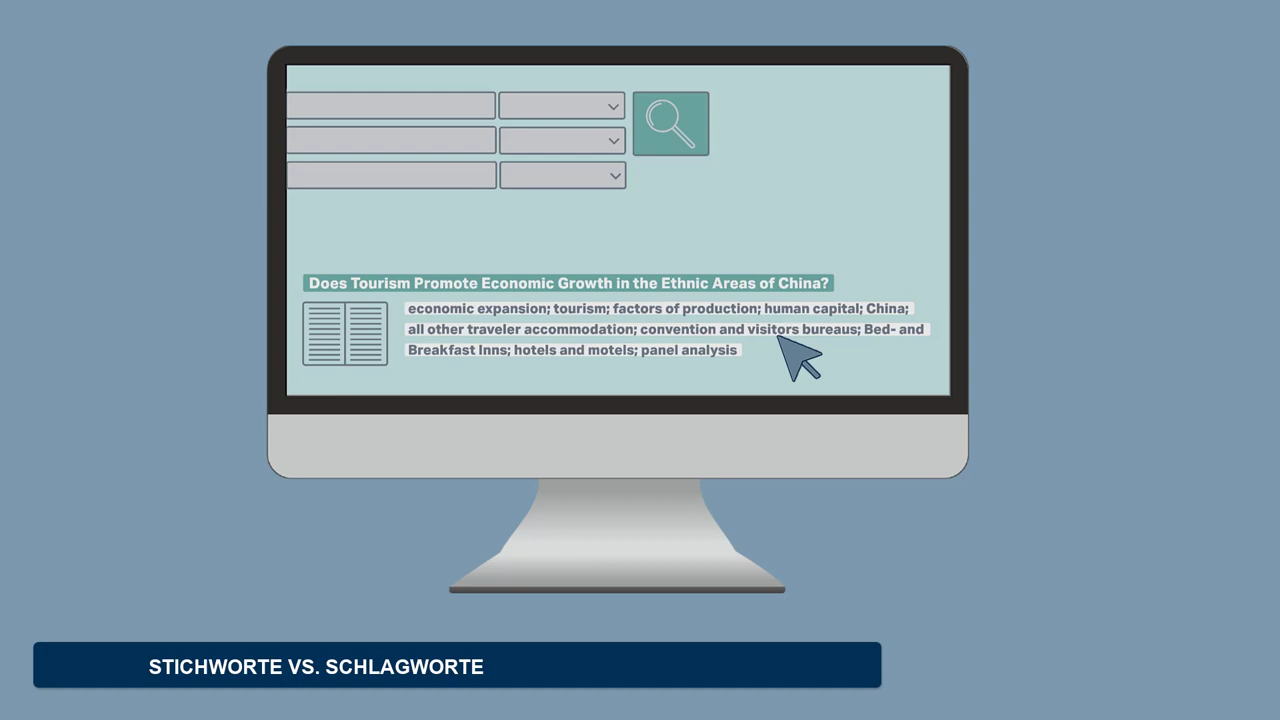 Does Tourism Promote Economic Growth in the Ethnic Areas of China?
economic expansion; tourism; factors of production; human capital; China;
all other traveler accommodation; convention and visitors bureaus; Bed- and
Breakfast Inns; hotels and motels; panel analysis
STICHWORTE VS. SCHLAGWORTE